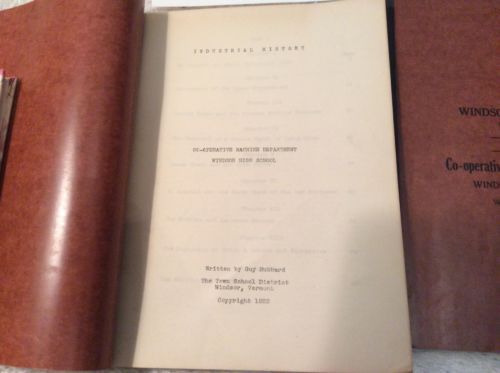 INDUSTRIAL HISTORY
CO-OPERATIVE MACHINE DEPARTMENT
WINDSOR HIGH SCHOOL
Written by Guy Hubbard
The Town School District
Windsor, Vermont
Copyright 1922
WINDSO
Co-operativ
WIND